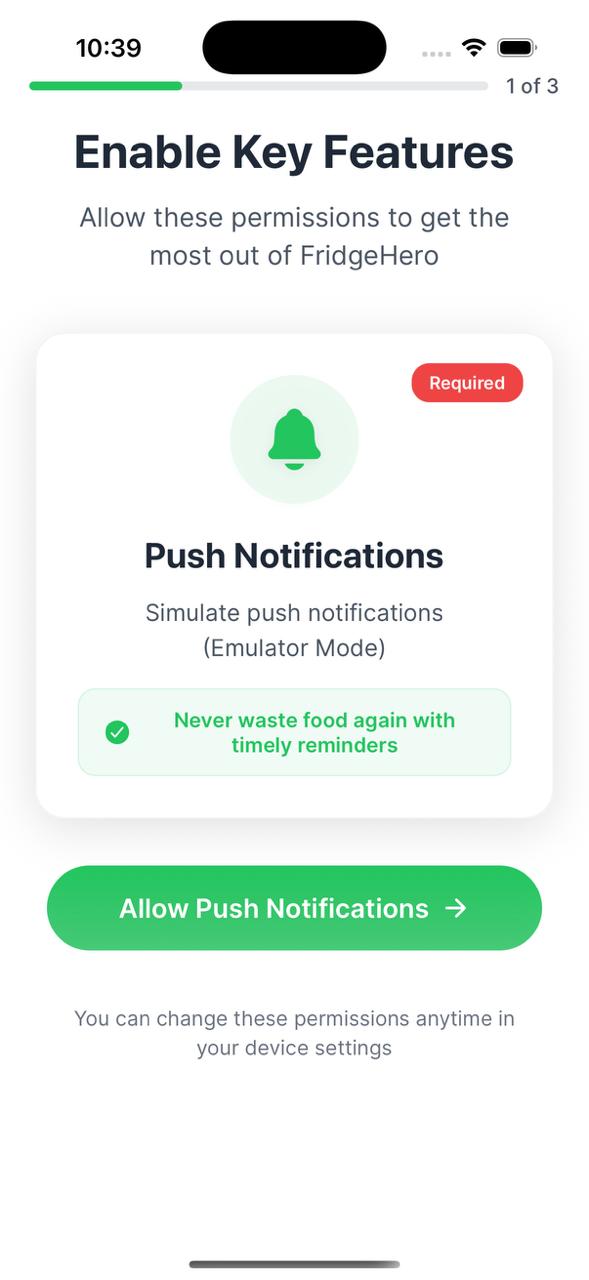 10:39
1 of 3
Enable Key Features
Allow these permissions to get the
most out of FridgeHero
Required
Push Notifications
Simulate push notifications
(Emulator Mode)
Never waste food again with
timely reminders
Allow Push Notifications →
You can change these permissions anytime in
your device settings